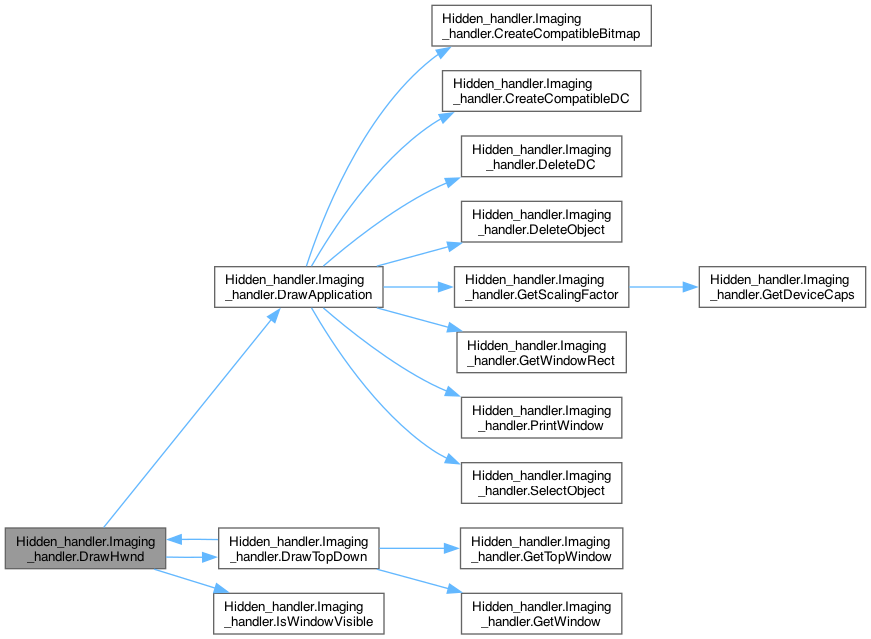 Hidden_handler.Imaging
_handler.CreateCompatibleBitmap
Hidden_handler.Imaging
_handler.CreateCompatibleDC
Hidden_handler.Imaging
_handler.DeleteDC
Hidden_handler.Imaging
_handler.DeleteObject
Hidden_handler.Imaging
_handler.DrawApplication
Hidden_handler.Imaging
_handler.GetScalingFactor
Hidden_handler.Imaging
_handler.GetDeviceCaps
Hidden_handler.Imaging
_handler.GetWindowRect
Hidden_handler.Imaging
_handler.PrintWindow
Hidden_handler.Imaging
_handler.SelectObject
Hidden_handler.Imaging
_handler.DrawHwnd
Hidden_handler.Imaging
_handler.DrawTopDown
Hidden_handler.Imaging
_handler.GetTopWindow
Hidden_handler.Imaging
_handler.IsWindowVisible
Hidden_handler.Imaging
_handler.GetWindow